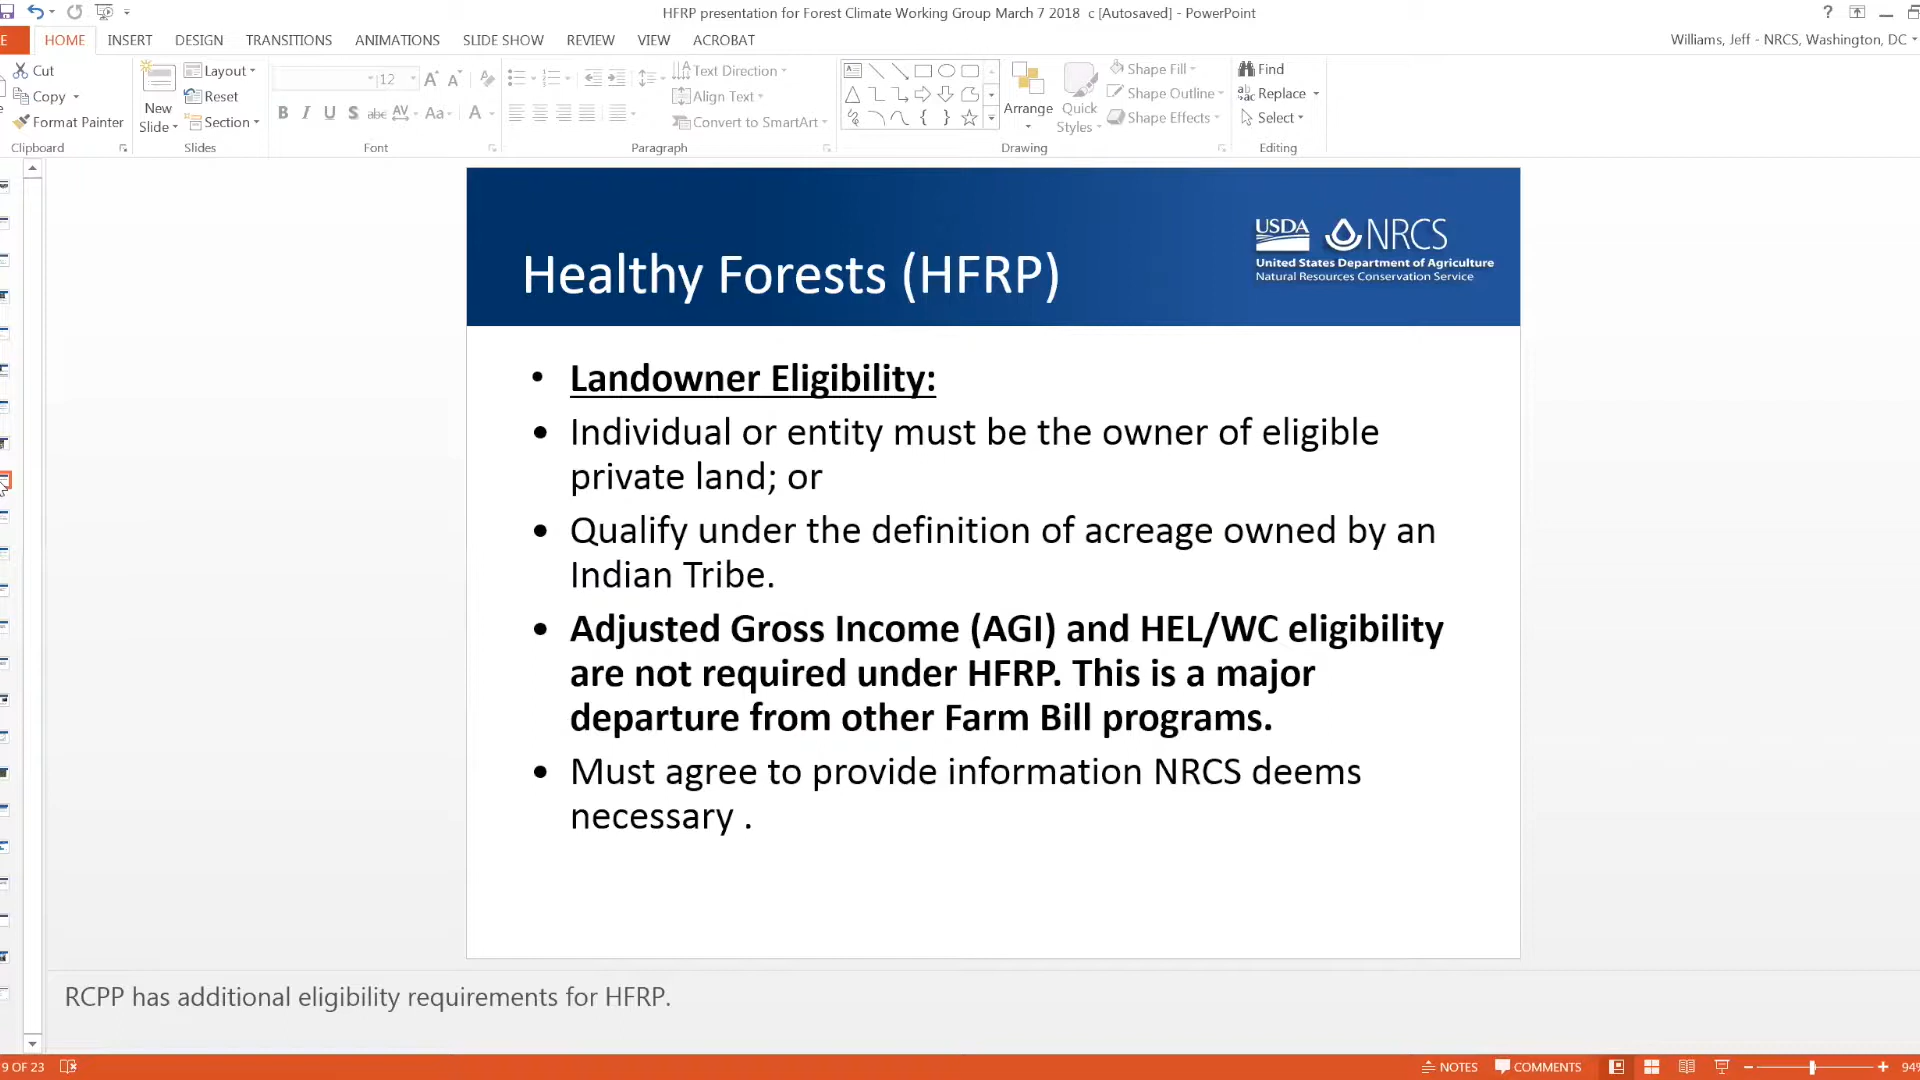 HFRP presentation for Forest Climate Working Group March 7 2018 c [Autosaved] - PowerPoint
?
HOME INSERT DESIGN TRANSITIONS ANIMATIONS SLIDE SHOW REVIEW VIEW ACROBAT
Williams, Jeff - NRCS, Washington, DC
Cut
Copy
Format Painter
Clipboard
New
Slide
Layout
Reset
Section
Slides
12
B I U S abc AV Aa A
Font
Text Direction
Align Text
Convert to SmartArt
Paragraph
Arrange
Quick
Styles
Shape Fill
Shape Outline
Shape Effects
Drawing
Find
Replace
Select
Editing
Healthy Forests (HFRP)
USDA NRCS
United States Department of Agriculture
Natural Resources Conservation Service
• Landowner Eligibility:
• Individual or entity must be the owner of eligible
private land; or
• Qualify under the definition of acreage owned by an
Indian Tribe.
• Adjusted Gross Income (AGI) and HEL/WC eligibility
are not required under HFRP. This is a major
departure from other Farm Bill programs.
• Must agree to provide information NRCS deems
necessary .
RCPP has additional eligibility requirements for HFRP.
9 OF 23
NOTES COMMENTS
94%